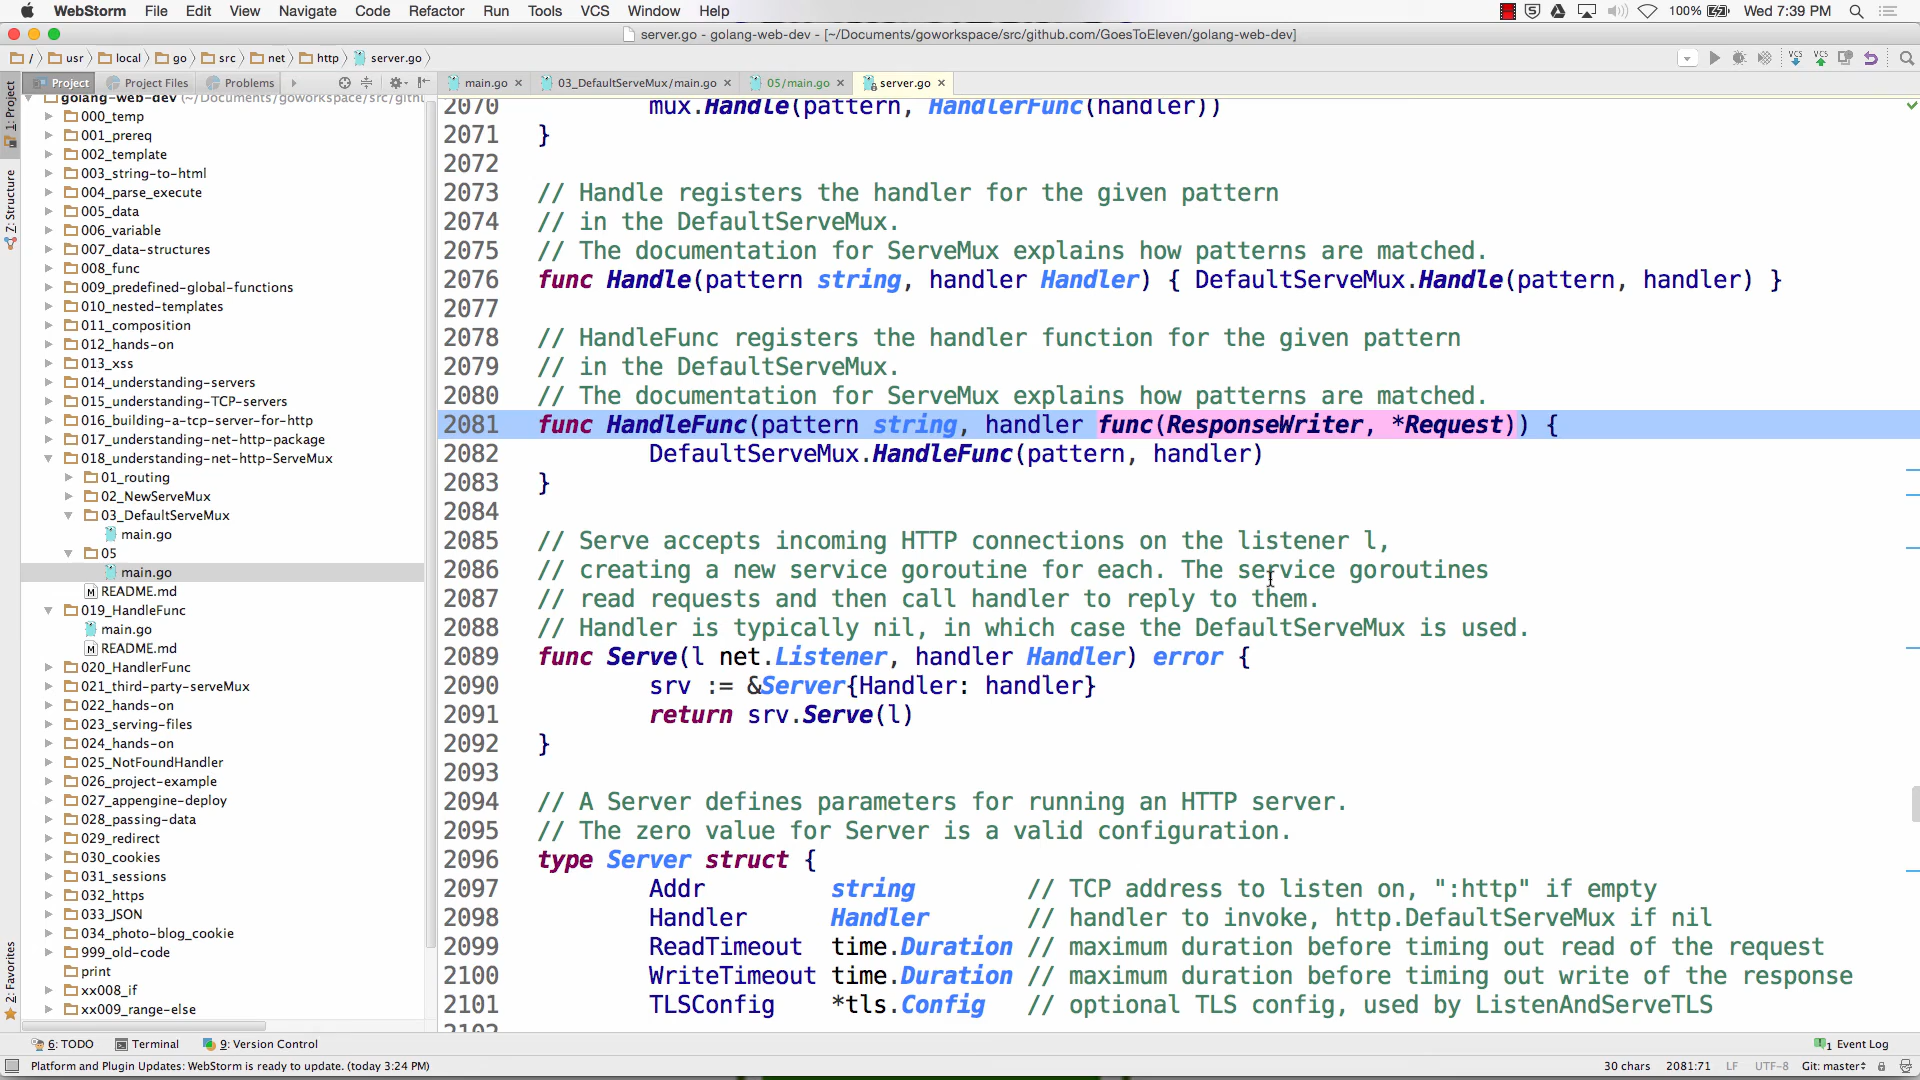 WebStorm File Edit View Navigate Code Refactor Run Tools VCS Window Help 100% Wed 7:39 PM
server.go - golang-web-dev - [~/Documents/goworkspace/src/github.com/GoesToEleven/golang-web-dev]
/ usr local go src net http server.go
Project Project Files Problems main.go 03_DefaultServeMux/main.go 05/main.go server.go
1: Project
Z: Structure
2: Favorites
golang-web-dev (~/Documents/goworkspace/src/githu
000_temp
001_prereq
002_template
003_string-to-html
004_parse_execute
005_data
006_variable
007_data-structures
008_func
009_predefined-global-functions
010_nested-templates
011_composition
012_hands-on
013_xss
014_understanding-servers
015_understanding-TCP-servers
016_building-a-tcp-server-for-http
017_understanding-net-http-package
018_understanding-net-http-ServeMux
01_routing
02_NewServeMux
03_DefaultServeMux
main.go
05
main.go
README.md
019_HandleFunc
main.go
README.md
020_HandlerFunc
021_third-party-serveMux
022_hands-on
023_serving-files
024_hands-on
025_NotFoundHandler
026_project-example
027_appengine-deploy
028_passing-data
029_redirect
030_cookies
031_sessions
032_https
033_JSON
034_photo-blog_cookie
999_old-code
print
xx008_if
xx009_range-else
2070 mux.Handle(pattern, HandlerFunc(handler))
2071 }
2072
2073 // Handle registers the handler for the given pattern
2074 // in the DefaultServeMux.
2075 // The documentation for ServeMux explains how patterns are matched.
2076 func Handle(pattern string, handler Handler) { DefaultServeMux.Handle(pattern, handler) }
2077
2078 // HandleFunc registers the handler function for the given pattern
2079 // in the DefaultServeMux.
2080 // The documentation for ServeMux explains how patterns are matched.
2081 func HandleFunc(pattern string, handler func(ResponseWriter, *Request)) {
2082 DefaultServeMux.HandleFunc(pattern, handler)
2083 }
2084
2085 // Serve accepts incoming HTTP connections on the listener l,
2086 // creating a new service goroutine for each. The service goroutines
2087 // read requests and then call handler to reply to them.
2088 // Handler is typically nil, in which case the DefaultServeMux is used.
2089 func Serve(l net.Listener, handler Handler) error {
2090 srv := &Server{Handler: handler}
2091 return srv.Serve(l)
2092 }
2093
2094 // A Server defines parameters for running an HTTP server.
2095 // The zero value for Server is a valid configuration.
2096 type Server struct {
2097 Addr string // TCP address to listen on, ":http" if empty
2098 Handler Handler // handler to invoke, http.DefaultServeMux if nil
2099 ReadTimeout time.Duration // maximum duration before timing out read of the request
2100 WriteTimeout time.Duration // maximum duration before timing out write of the response
2101 TLSConfig *tls.Config // optional TLS config, used by ListenAndServeTLS
2102
6: TODO Terminal 9: Version Control 1 Event Log
Platform and Plugin Updates: WebStorm is ready to update. (today 3:24 PM) 30 chars 2081:71 LF UTF-8 Git: master